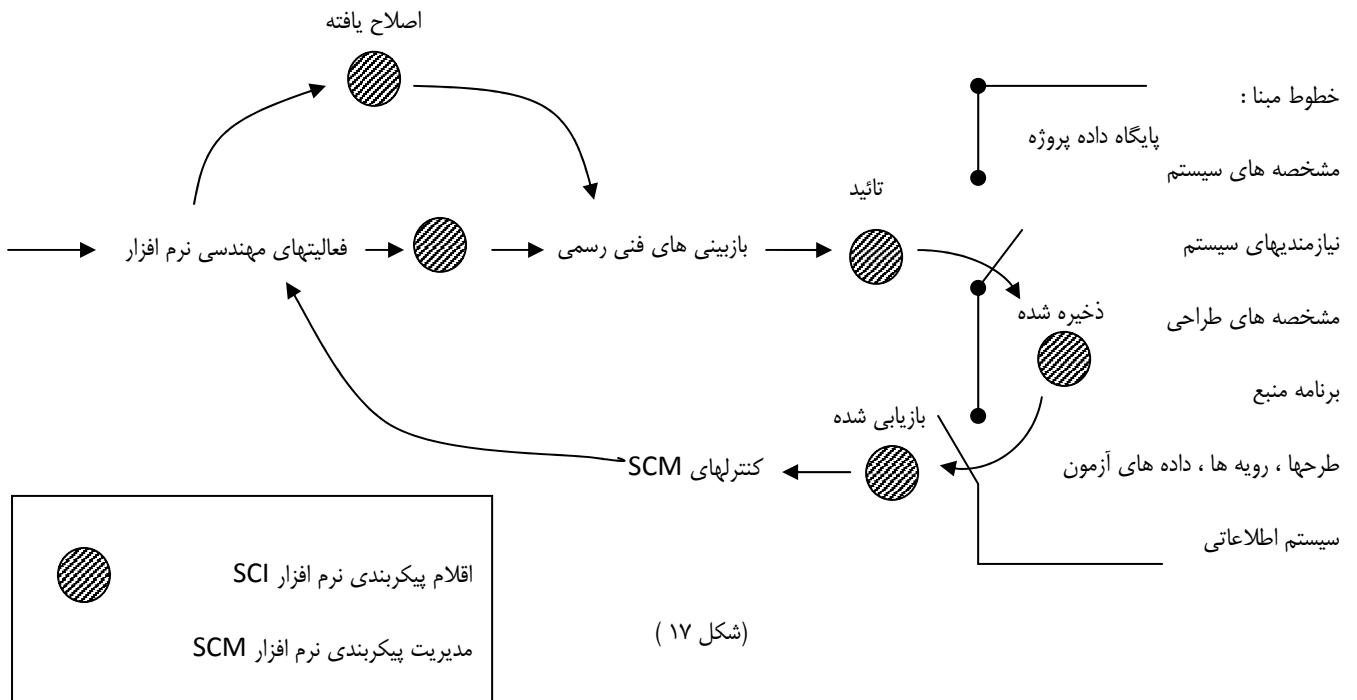 اصلاح یافته
خطوط مبنا :
پایگاه داده پروژه
مشخصه های سیستم
تائید
نیازمندیهای سیستم
بازبینی های فنی رسمی
فعالیتهای مهندسی نرم افزار
ذخیره شده
مشخصه های طراحی
برنامه منبع
بازیابی شده
طرحها ، رویه ها ، داده های آزمون
کنترلهای SCM
سیستم اطلاعاتی
اقلام پیکربندی نرم افزار SCI
(شکل ۱۷ )
مدیریت پیکربندی نرم افزار SCM